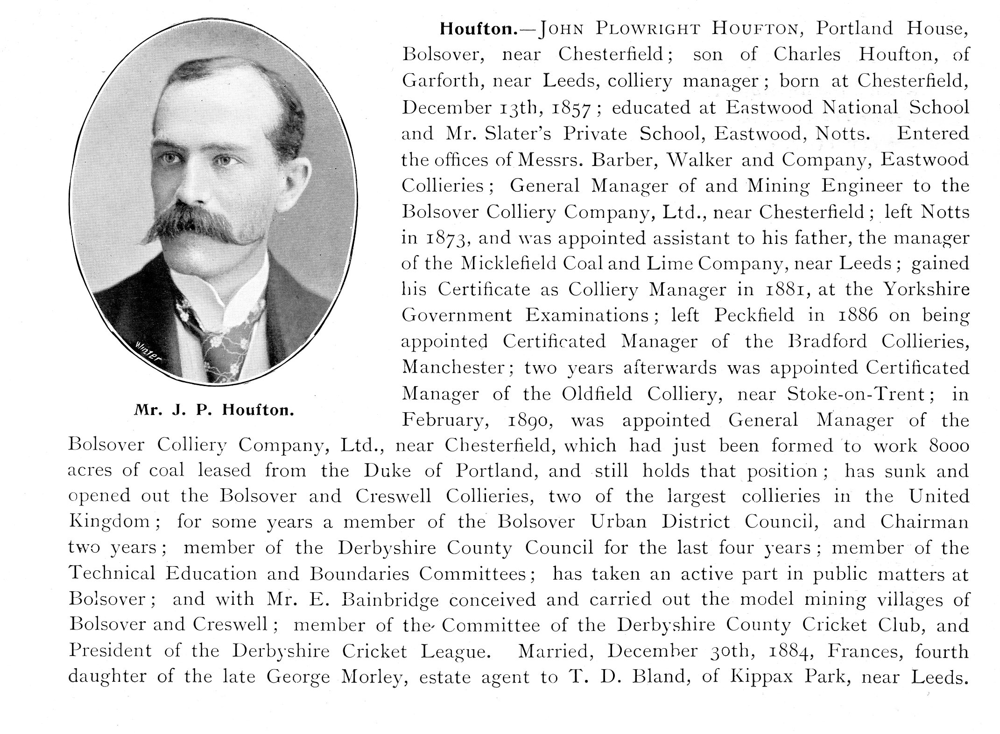 Houfton.—JOHN PLOWRIGHT HOUFTON, Portland House,
Bolsover, near Chesterfield; son of Charles Houfton, of
Garforth, near Leeds, colliery manager; born at Chesterfield,
December 13th, 1857; educated at Eastwood National School
and Mr. Slater's Private School, Eastwood, Notts. Entered
the offices of Messrs. Barber, Walker and Company, Eastwood
Collieries; General Manager of and Mining Engineer to the
Bolsover Colliery Company, Ltd., near Chesterfield; left Notts
in 1873, and was appointed assistant to his father, the manager
of the Micklefield Coal and Lime Company, near Leeds; gained
his Certificate as Colliery Manager in 1881, at the Yorkshire
Government Examinations; left Peckfield in 1886 on being
appointed Certificated Manager of the Bradford Collieries,
Manchester; two years afterwards was appointed Certificated
Manager of the Oldfield Colliery, near Stoke-on-Trent; in
February, 1890, was appointed General Manager of the
Winter
Mr. J. P. Houfton.
Bolsover Colliery Company, Ltd., near Chesterfield, which had just been formed to work 8000
acres of coal leased from the Duke of Portland, and still holds that position; has sunk and
opened out the Bolsover and Creswell Collieries, two of the largest collieries in the United
Kingdom; for some years a member of the Bolsover Urban District Council, and Chairman
two years; member of the Derbyshire County Council for the last four years; member of the
Technical Education and Boundaries Committees; has taken an active part in public matters at
Bolsover; and with Mr. E. Bainbridge conceived and carried out the model mining villages of
Bolsover and Creswell; member of the Committee of the Derbyshire County Cricket Club, and
President of the Derbyshire Cricket League. Married, December 30th, 1884, Frances, fourth
daughter of the late George Morley, estate agent to T. D. Bland, of Kippax Park, near Leeds.